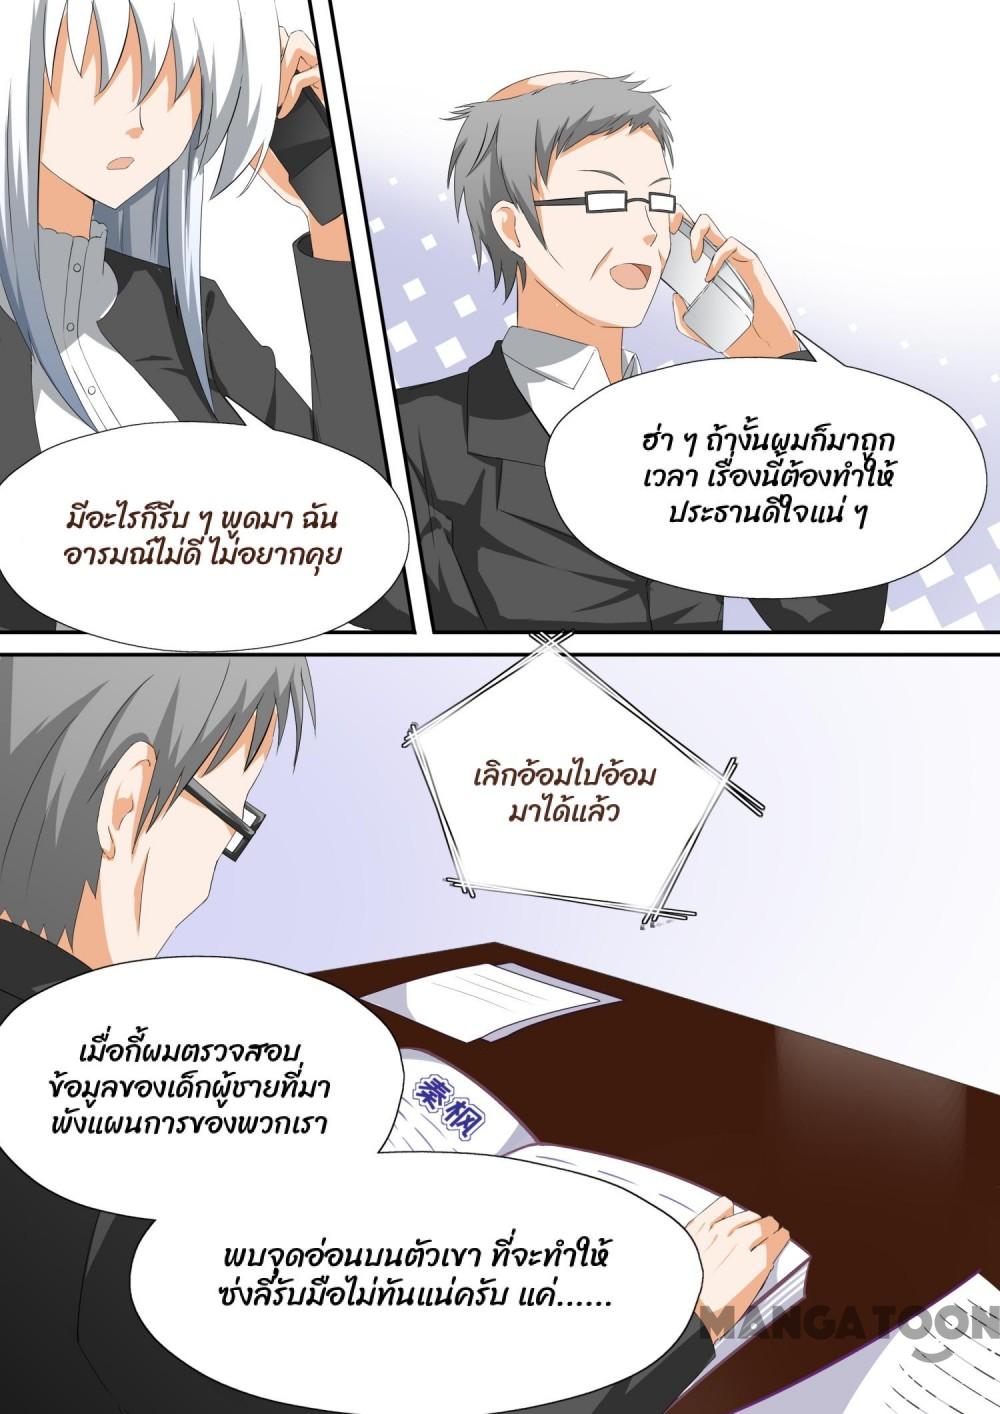 มีอะไรก็รีบ ๆ พูดมา ฉัน
อารมณ์ไม่ดี ไม่อยากคุย
ฮ่า ๆ ถ้างั้นผมก็มาถูก
เวลา เรื่องนี้ต้องทำให้
ประธานดีใจแน่ ๆ
เลิกอ้อมไปอ้อม
มาได้แล้ว
เมื่อกี้ผมตรวจสอบ
ข้อมูลของเด็กผู้ชายที่มา
พังแผนการของพวกเรา
秦枫
พบจุดอ่อนบนตัวเขา ที่จะทำให้
ซ่งลี่รับมือไม่ทันแน่ครับ แค่......
MANGATOON